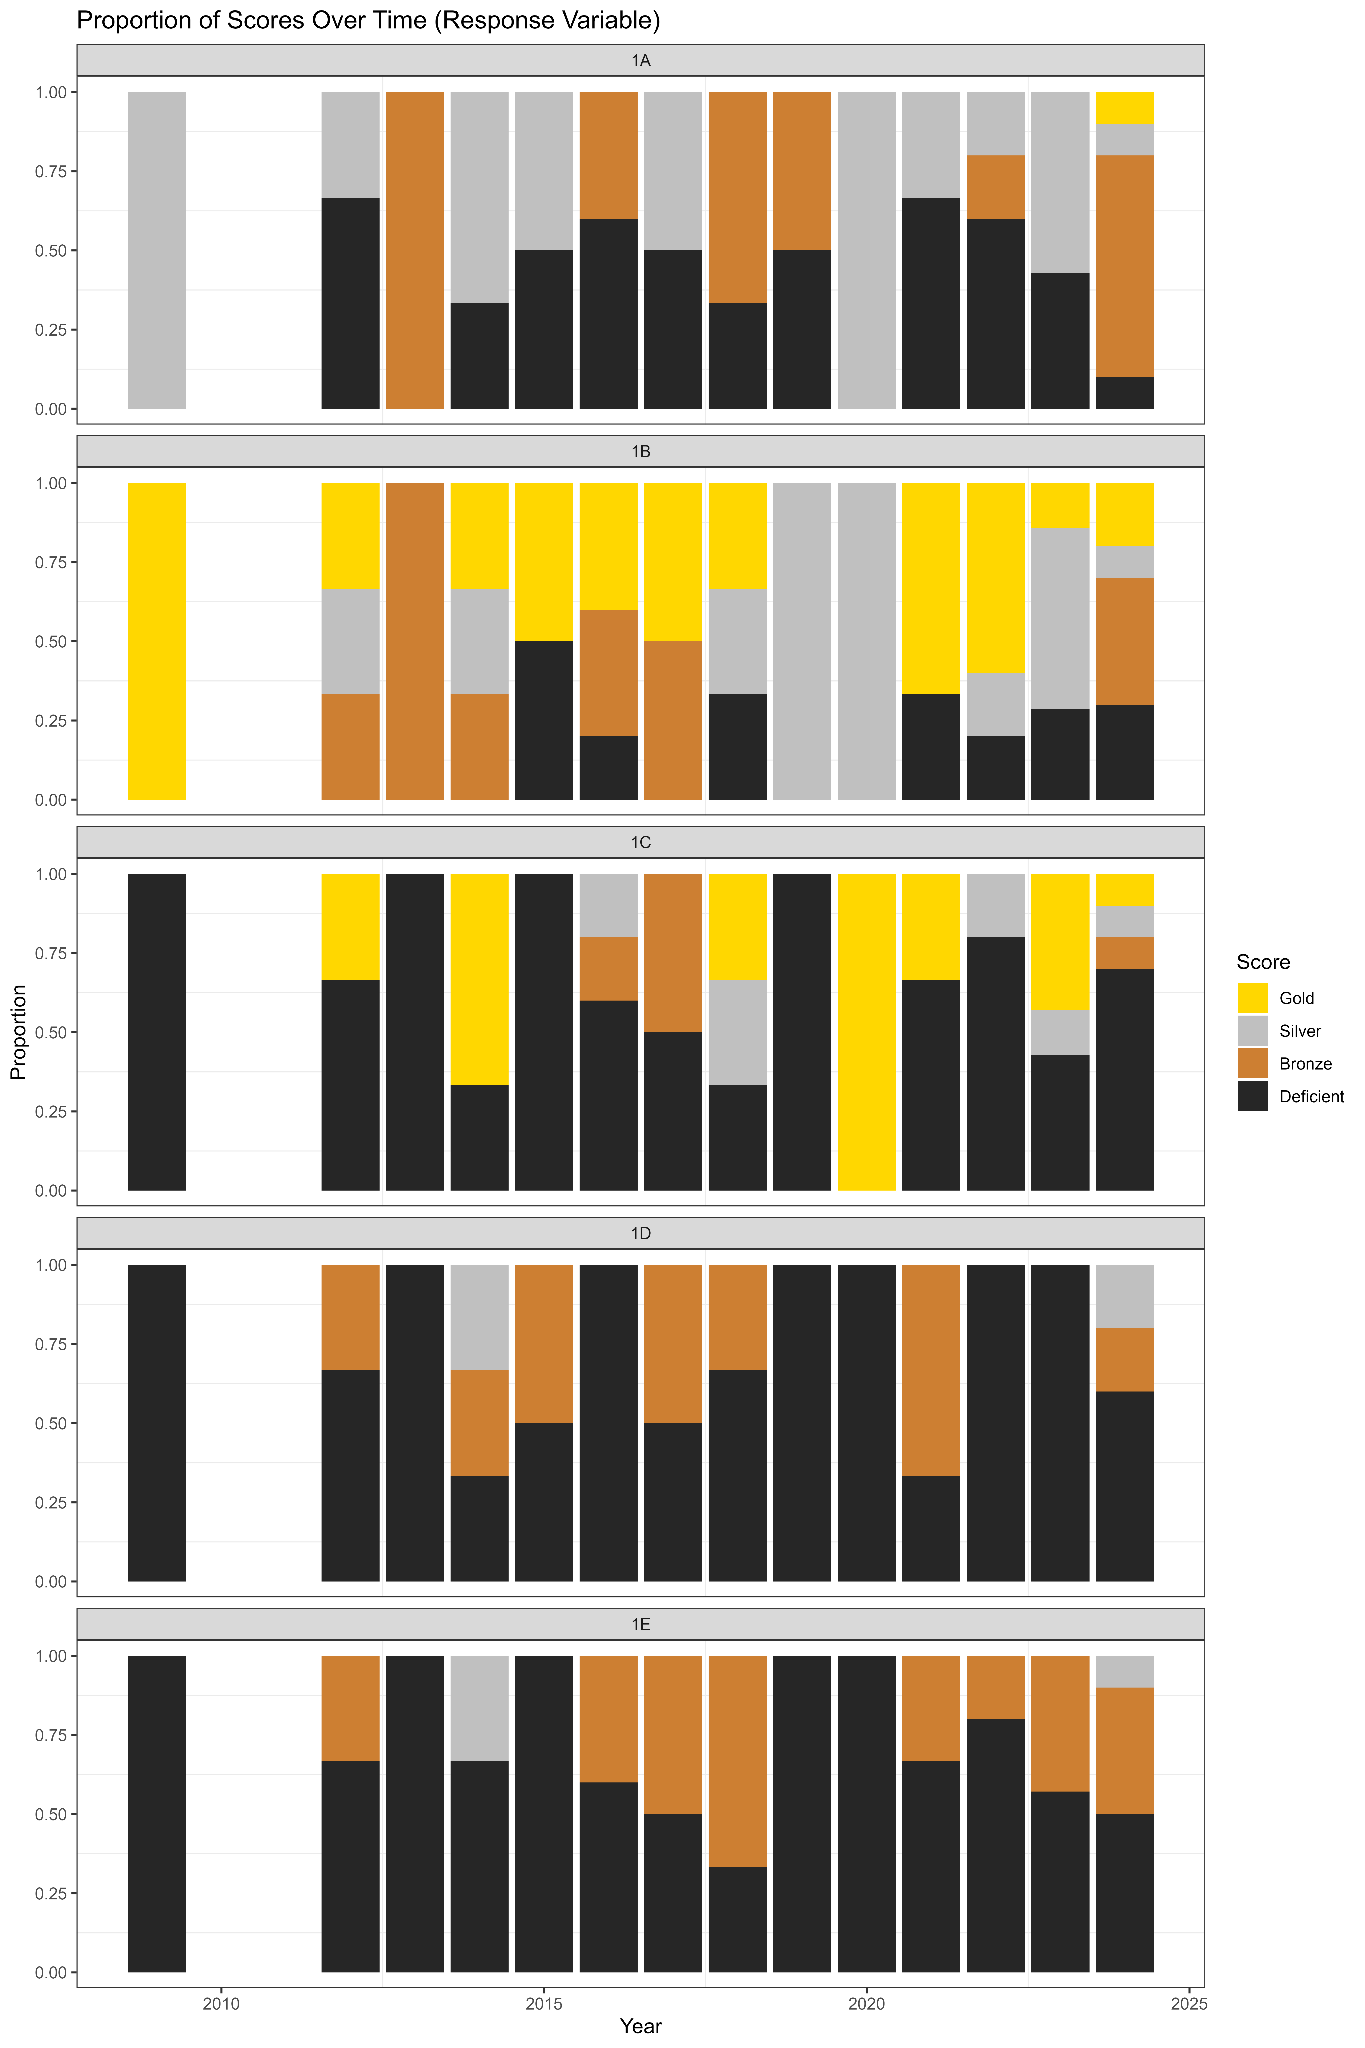 Proportion of Scores Over Time (Response Variable)
1A
1.00
0.75
0.50
0.25
0.00
1B
1.00
0.75
0.50
0.25
0.00
1C
1.00
0.75
0.50
0.25
0.00
1D
1.00
0.75
0.50
0.25
0.00
1E
1.00
0.75
0.50
0.25
0.00
2010 2015 2020 2025
Year
Proportion
Score
Gold
Silver
Bronze
Deficient